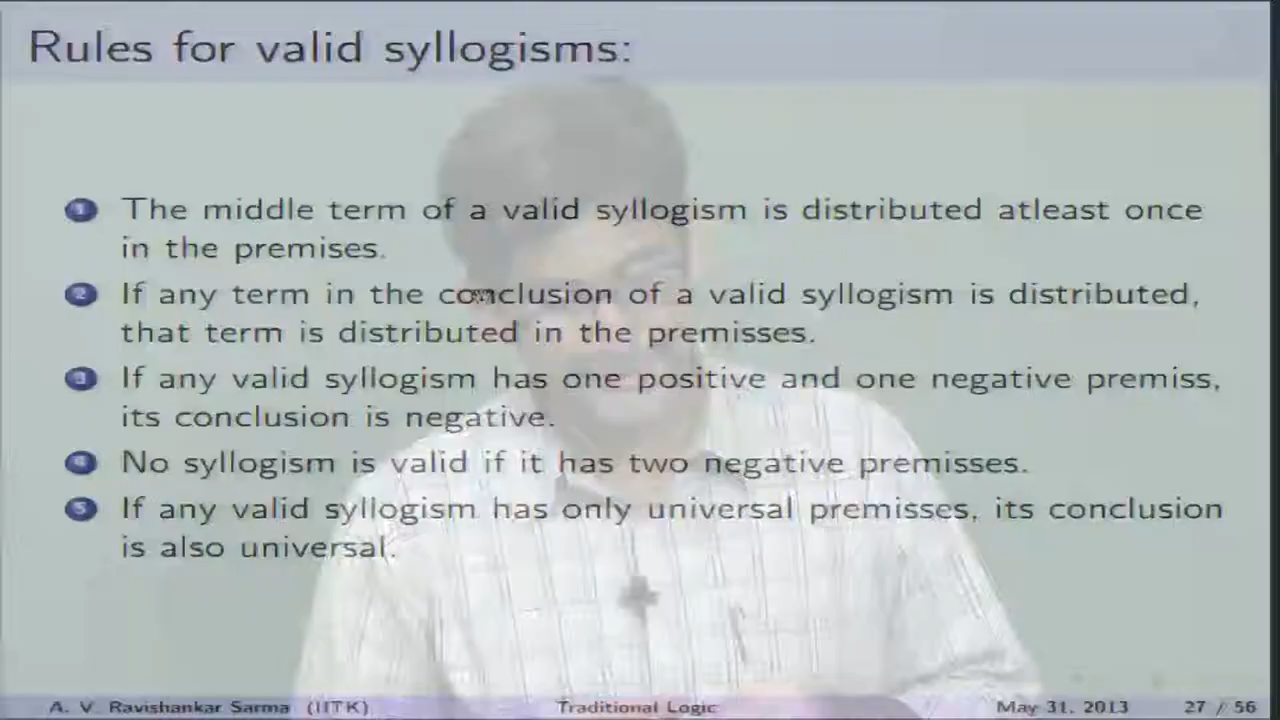 Rules for valid syllogisms:
1 The middle term of a valid syllogism is distributed atleast once
in the premises.
2 If any term in the conclusion of a valid syllogism is distributed,
that term is distributed in the premisses.
3 If any valid syllogism has one positive and one negative premiss,
its conclusion is negative.
4 No syllogism is valid if it has two negative premisses.
5 If any valid syllogism has only universal premisses, its conclusion
is also universal.
A. V. Ravishankar Sarma (IITK) Traditional Logic May 31, 2013 27 / 56